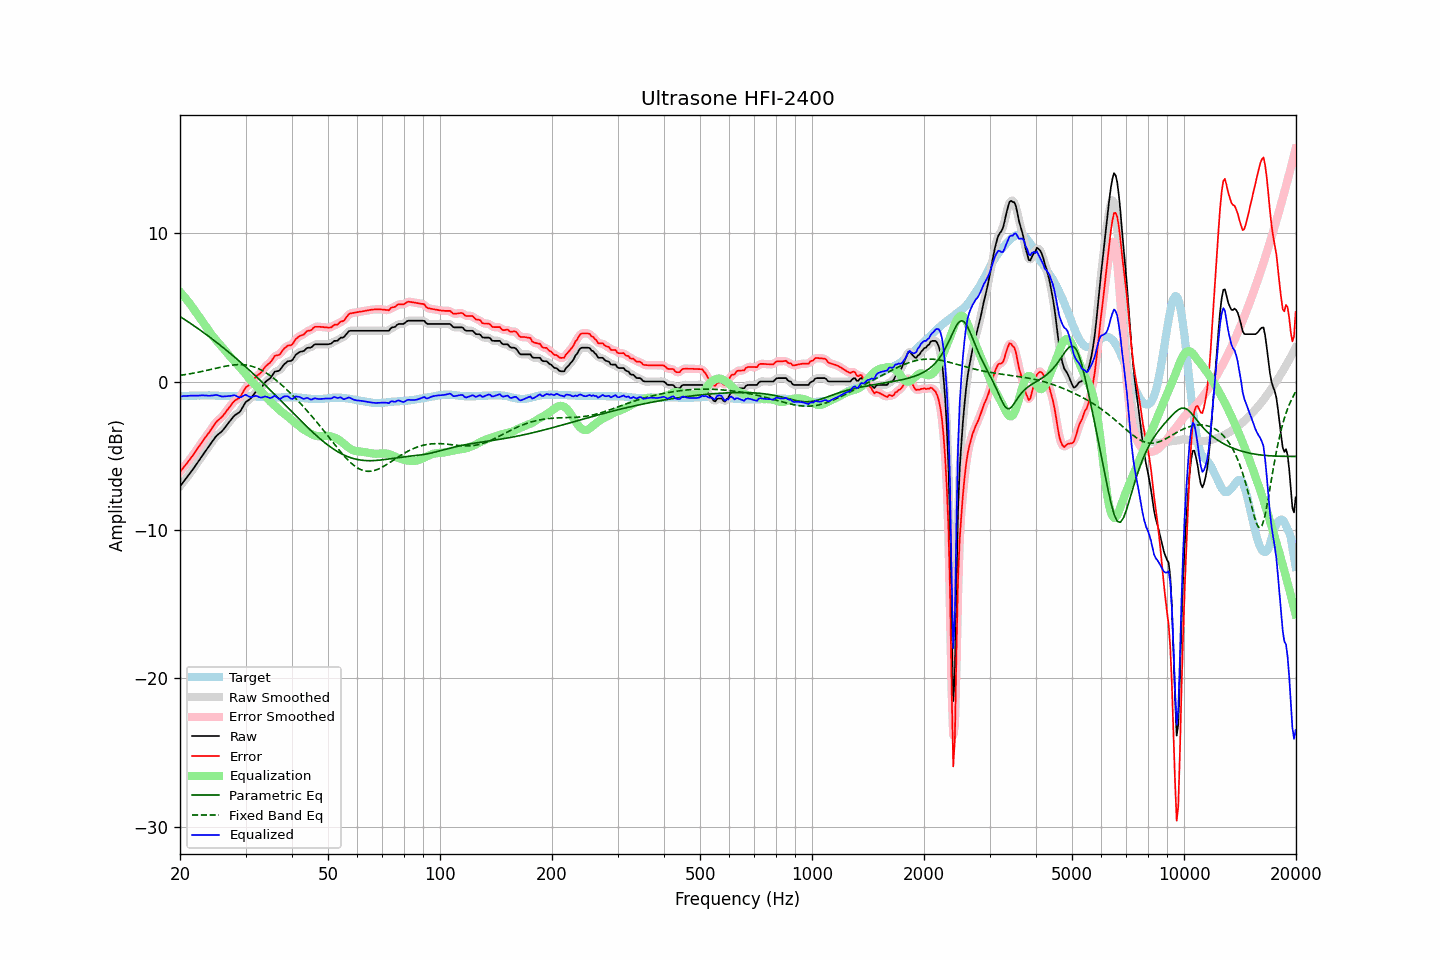 Ultrasone HFI-2400
Amplitude (dBr)
10
0
−10
−20
−30
Target
Raw Smoothed
Error Smoothed
Raw
Error
Equalization
Parametric Eq
Fixed Band Eq
Equalized
20 50 100 200 500 1000 2000 5000 10000 20000
Frequency (Hz)